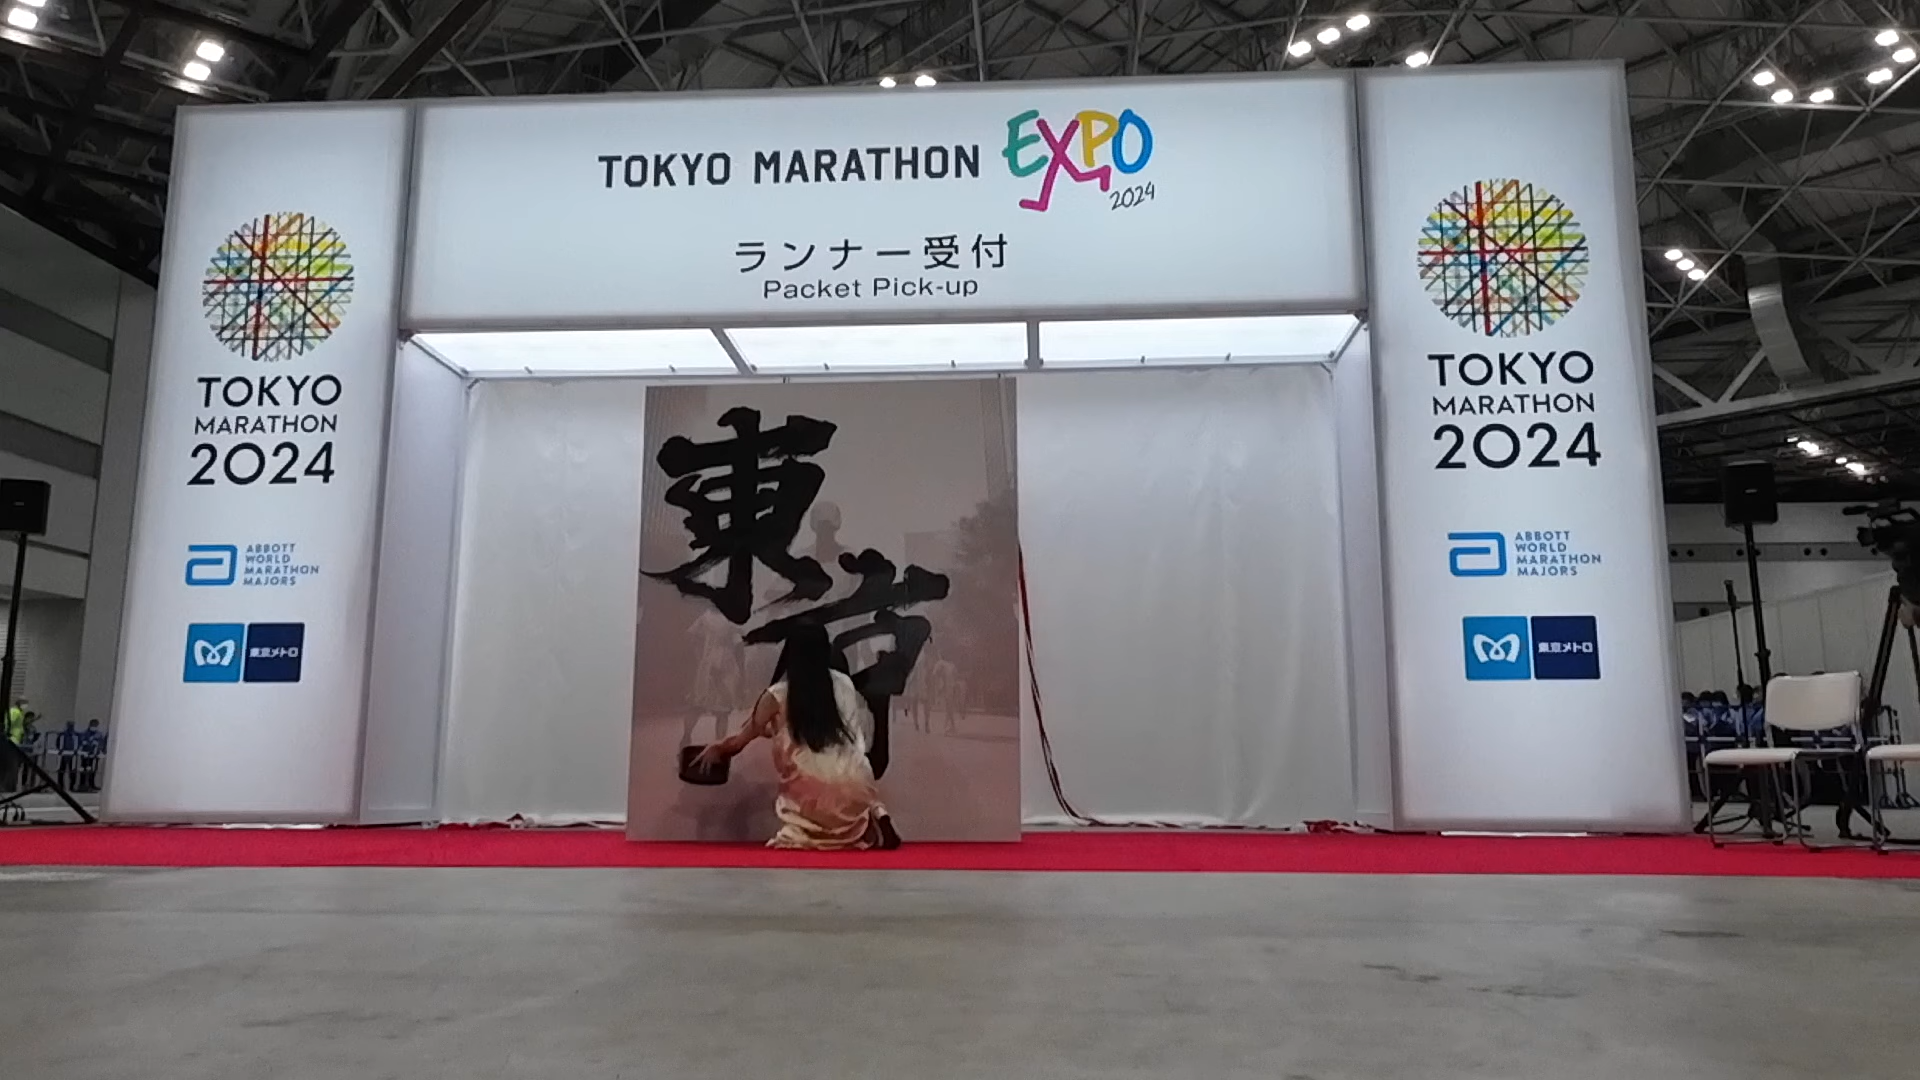 TOKYO MARATHON EXPO 2024
ランナー受付
Packet Pick-up
TOKYO
MARATHON
2024
ABBOTT
WORLD
MARATHON
MAJORS
東京メトロ
東京
TOKYO
MARATHON
2024
ABBOTT
WORLD
MARATHON
MAJORS
東京メトロ